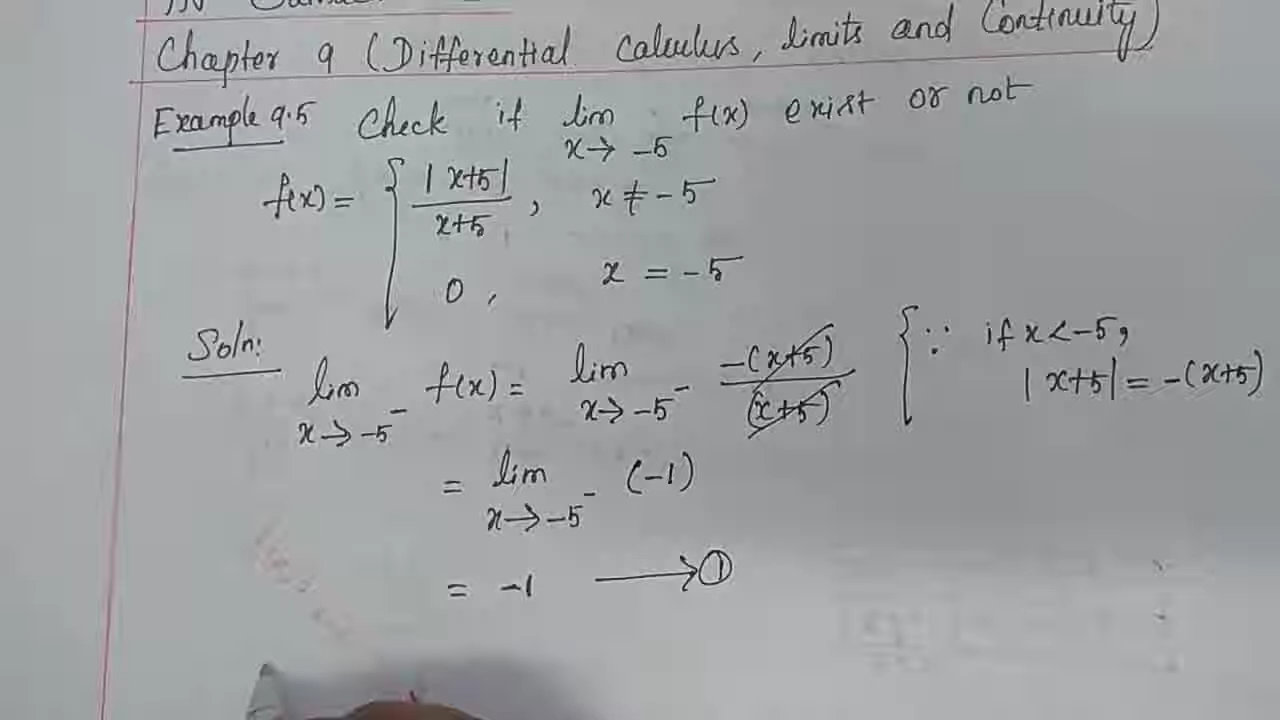 Chapter 9 (Differential Calculus, limits and Continuity)
Example 9.5 Check if lim x→ -5 f(x) exist or not
f(x) = { |x+5| / x+5 , x ≠ -5
0 , x = -5
Soln:
lim x→ -5⁻ f(x) = lim x→ -5⁻ -(x+5) / (x+5) { ∵ if x < -5, |x+5| = -(x+5)
= lim x→ -5⁻ (-1)
= -1 ⟶ ①